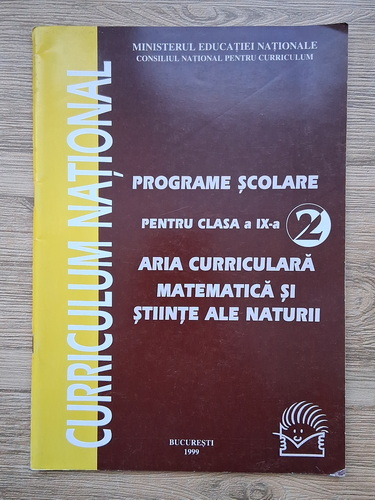 MINISTERUL EDUCAȚIEI NAȚIONALE
CONSILIUL NAȚIONAL PENTRU CURRICULUM
CURRICULUM NAȚIONAL
PROGRAME ȘCOLARE
PENTRU CLASA a IX-a 2
ARIA CURRICULARĂ
MATEMATICĂ ȘI
ȘTIINȚE ALE NATURII
BUCUREȘTI
1999